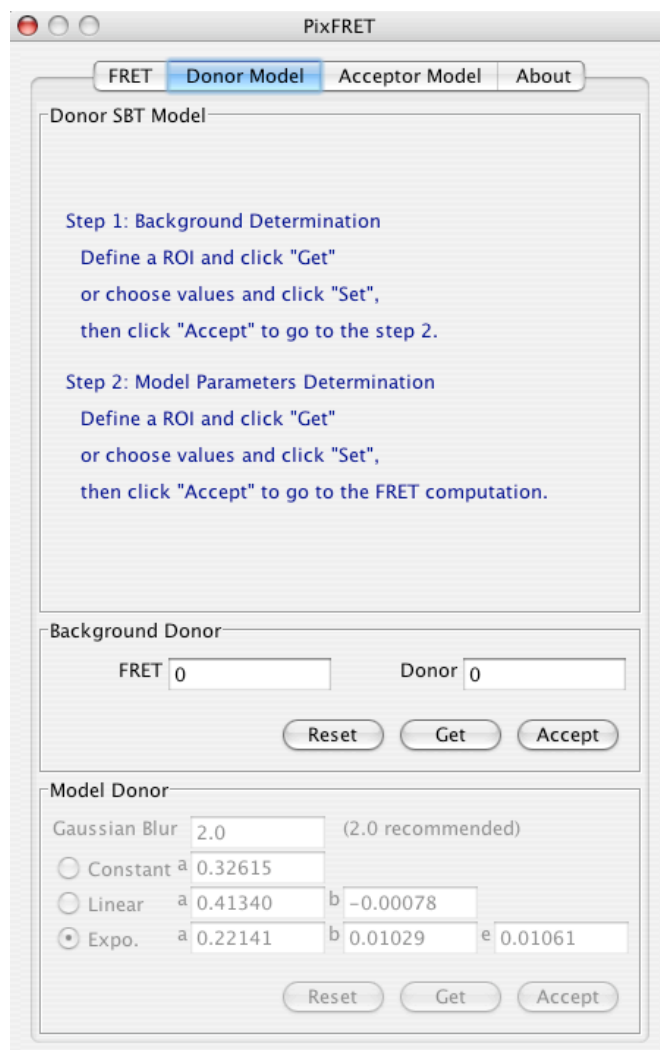 PixFRET
FRET Donor Model Acceptor Model About
Donor SBT Model
Step 1: Background Determination
Define a ROI and click "Get"
or choose values and click "Set",
then click "Accept" to go to the step 2.
Step 2: Model Parameters Determination
Define a ROI and click "Get"
or choose values and click "Set",
then click "Accept" to go to the FRET computation.
Background Donor
FRET 0 Donor 0
Reset Get Accept
Model Donor
Gaussian Blur 2.0 (2.0 recommended)
Constant a 0.32615
Linear a 0.41340 b -0.00078
Expo. a 0.22141 b 0.01029 e 0.01061
Reset Get Accept